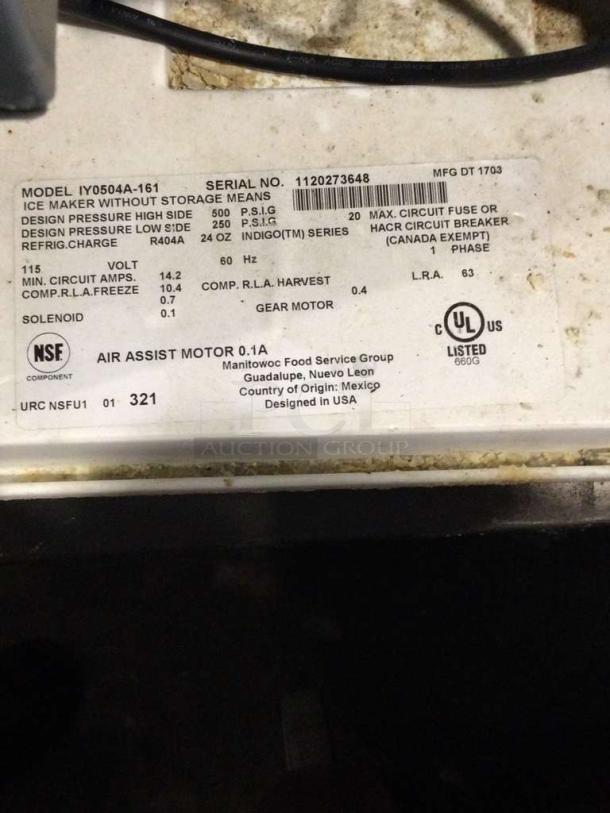 MODEL IY0504A-161 SERIAL NO. 1120273648 MFG DT 1703
ICE MAKER WITHOUT STORAGE MEANS
DESIGN PRESSURE HIGH SIDE 500 P.S.I.G 20 MAX. CIRCUIT FUSE OR
DESIGN PRESSURE LOW SIDE 250 P.S.I.G HACR CIRCUIT BREAKER
REFRIG.CHARGE R404A 24 OZ INDIGO(TM) SERIES (CANADA EXEMPT)
115 VOLT 60 Hz 1 PHASE
MIN. CIRCUIT AMPS. 14.2
COMP.R.L.A.FREEZE 10.4 COMP. R.L.A. HARVEST L.R.A. 63
0.7 0.4
SOLENOID 0.1 GEAR MOTOR
NSF
COMPONENT
AIR ASSIST MOTOR 0.1A
C UL US
LISTED
660G
Manitowoc Food Service Group
Guadalupe, Nuevo Leon
Country of Origin: Mexico
Designed in USA
URC NSFU1 01 321
AUCTION GROUP